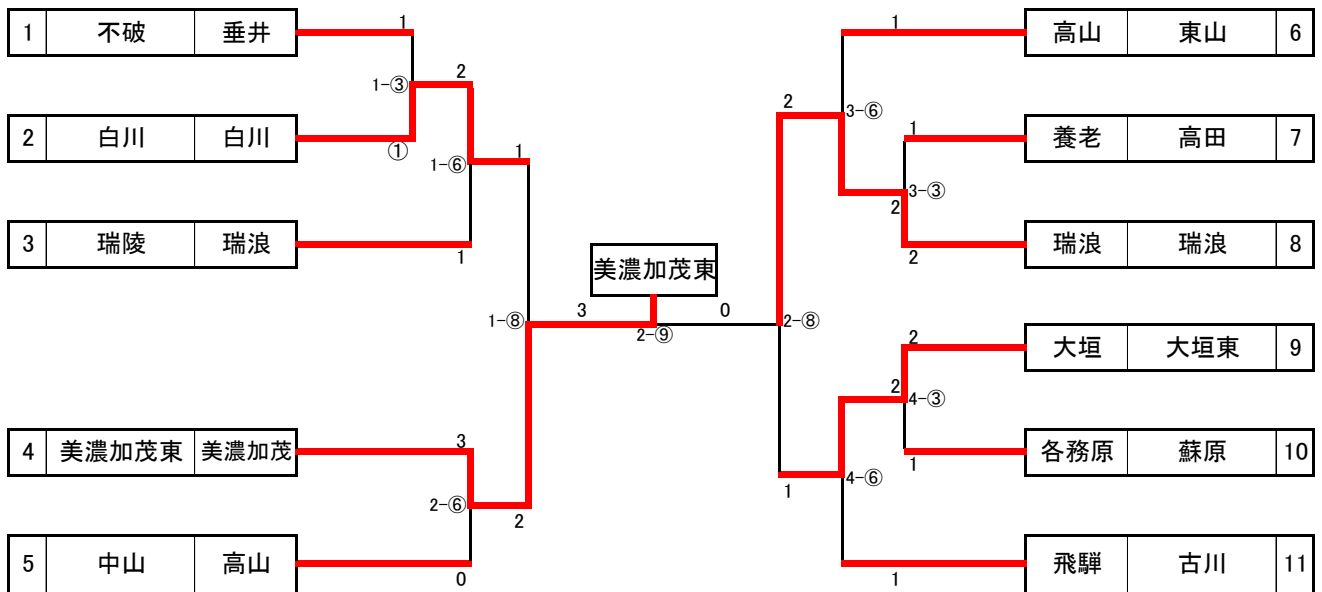 1 不破 垂井 1
1 高山 東山 6
1-③ 2
2 3-⑥
2 白川 白川 ①
1 養老 高田 7
1-⑥ 1
3-③ 2
3 瑞陵 瑞浪 1
2 瑞浪 瑞浪 8
美濃加茂東
1-⑧ 3 2-⑨ 0 2-⑧
2 大垣 大垣東 9
2 4-③
4 美濃加茂東 美濃加茂 3
1 各務原 蘇原 10
2-⑥ 2
1 4-⑥
5 中山 高山 0
1 飛騨 古川 11